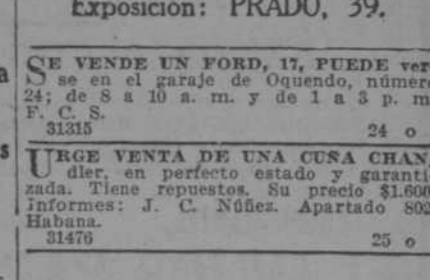 Exposición: PRADO, 39.
SE VENDE UN FORD, 17, PUEDE ver
se en el garaje de Oquendo, número
24; de 8 a 10 a. m. y de 1 a 3 p. m
F. C. S.
31315 24 o
URGE VENTA DE UNA CUÑA CHAN
dler, en perfecto estado y garanti
zada. Tiene repuestos. Su precio $1.600
Informes: J. C. Núñez. Apartado 802
Habana.
31476 25 o